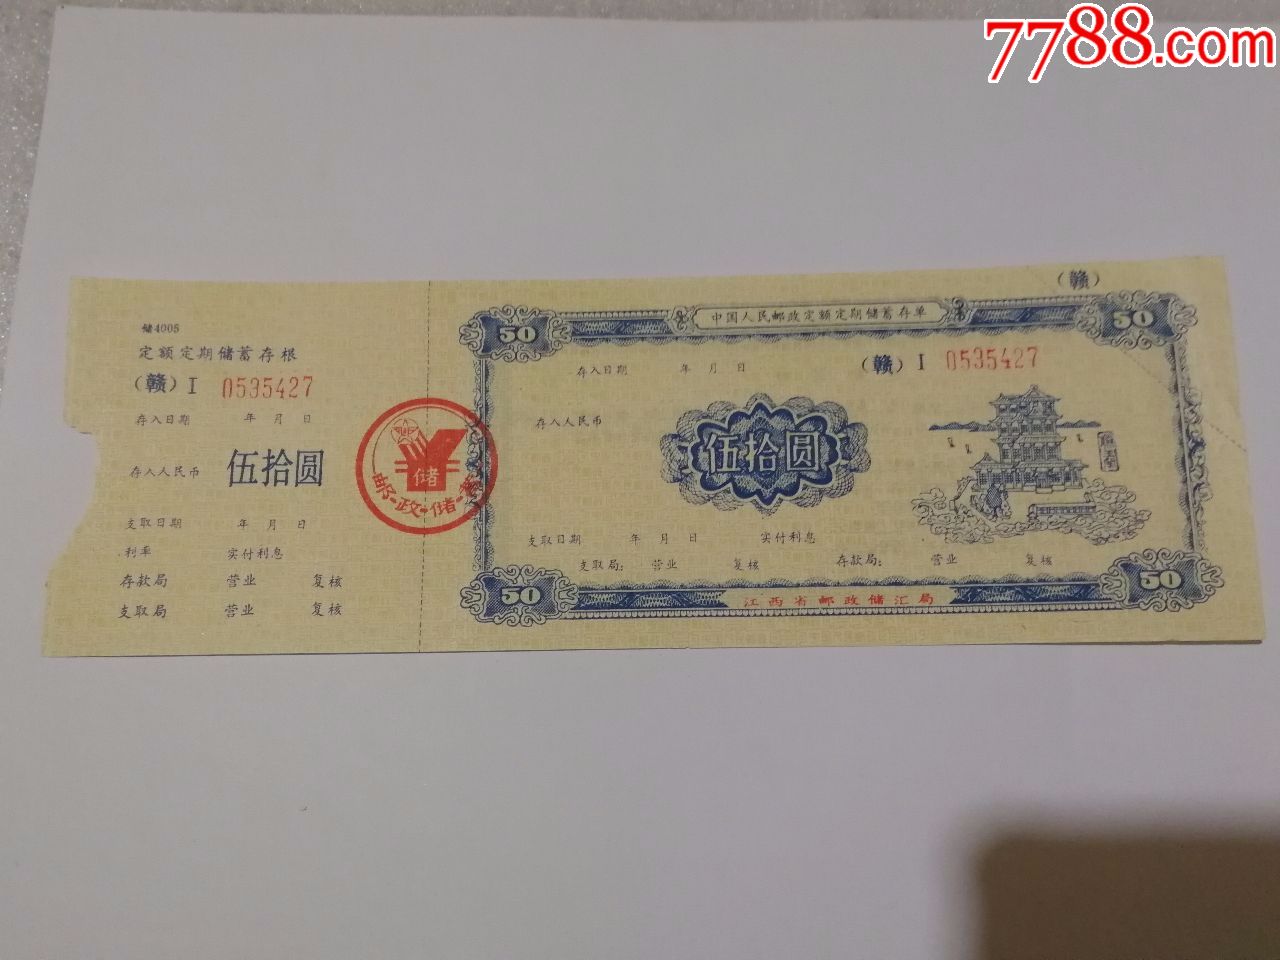 7788.com
储4005
定额定期储蓄存根
（赣）I 0535427
存入日期 年 月 日
存入人民币 伍拾圆
支取日期 年 月 日
利率 实付利息
存款局 营业 复核
支取局 营业 复核
储
邮·政·储·蓄
（赣）
50 中国人民邮政定额定期储蓄存单 50
存入日期 年 月 日 （赣）I 0535427
存入人民币
伍拾圆
支取日期 年 月 日 实付利息
支取局： 营业 复核 存款局： 营业 复核
50 江西省邮政储汇局 50